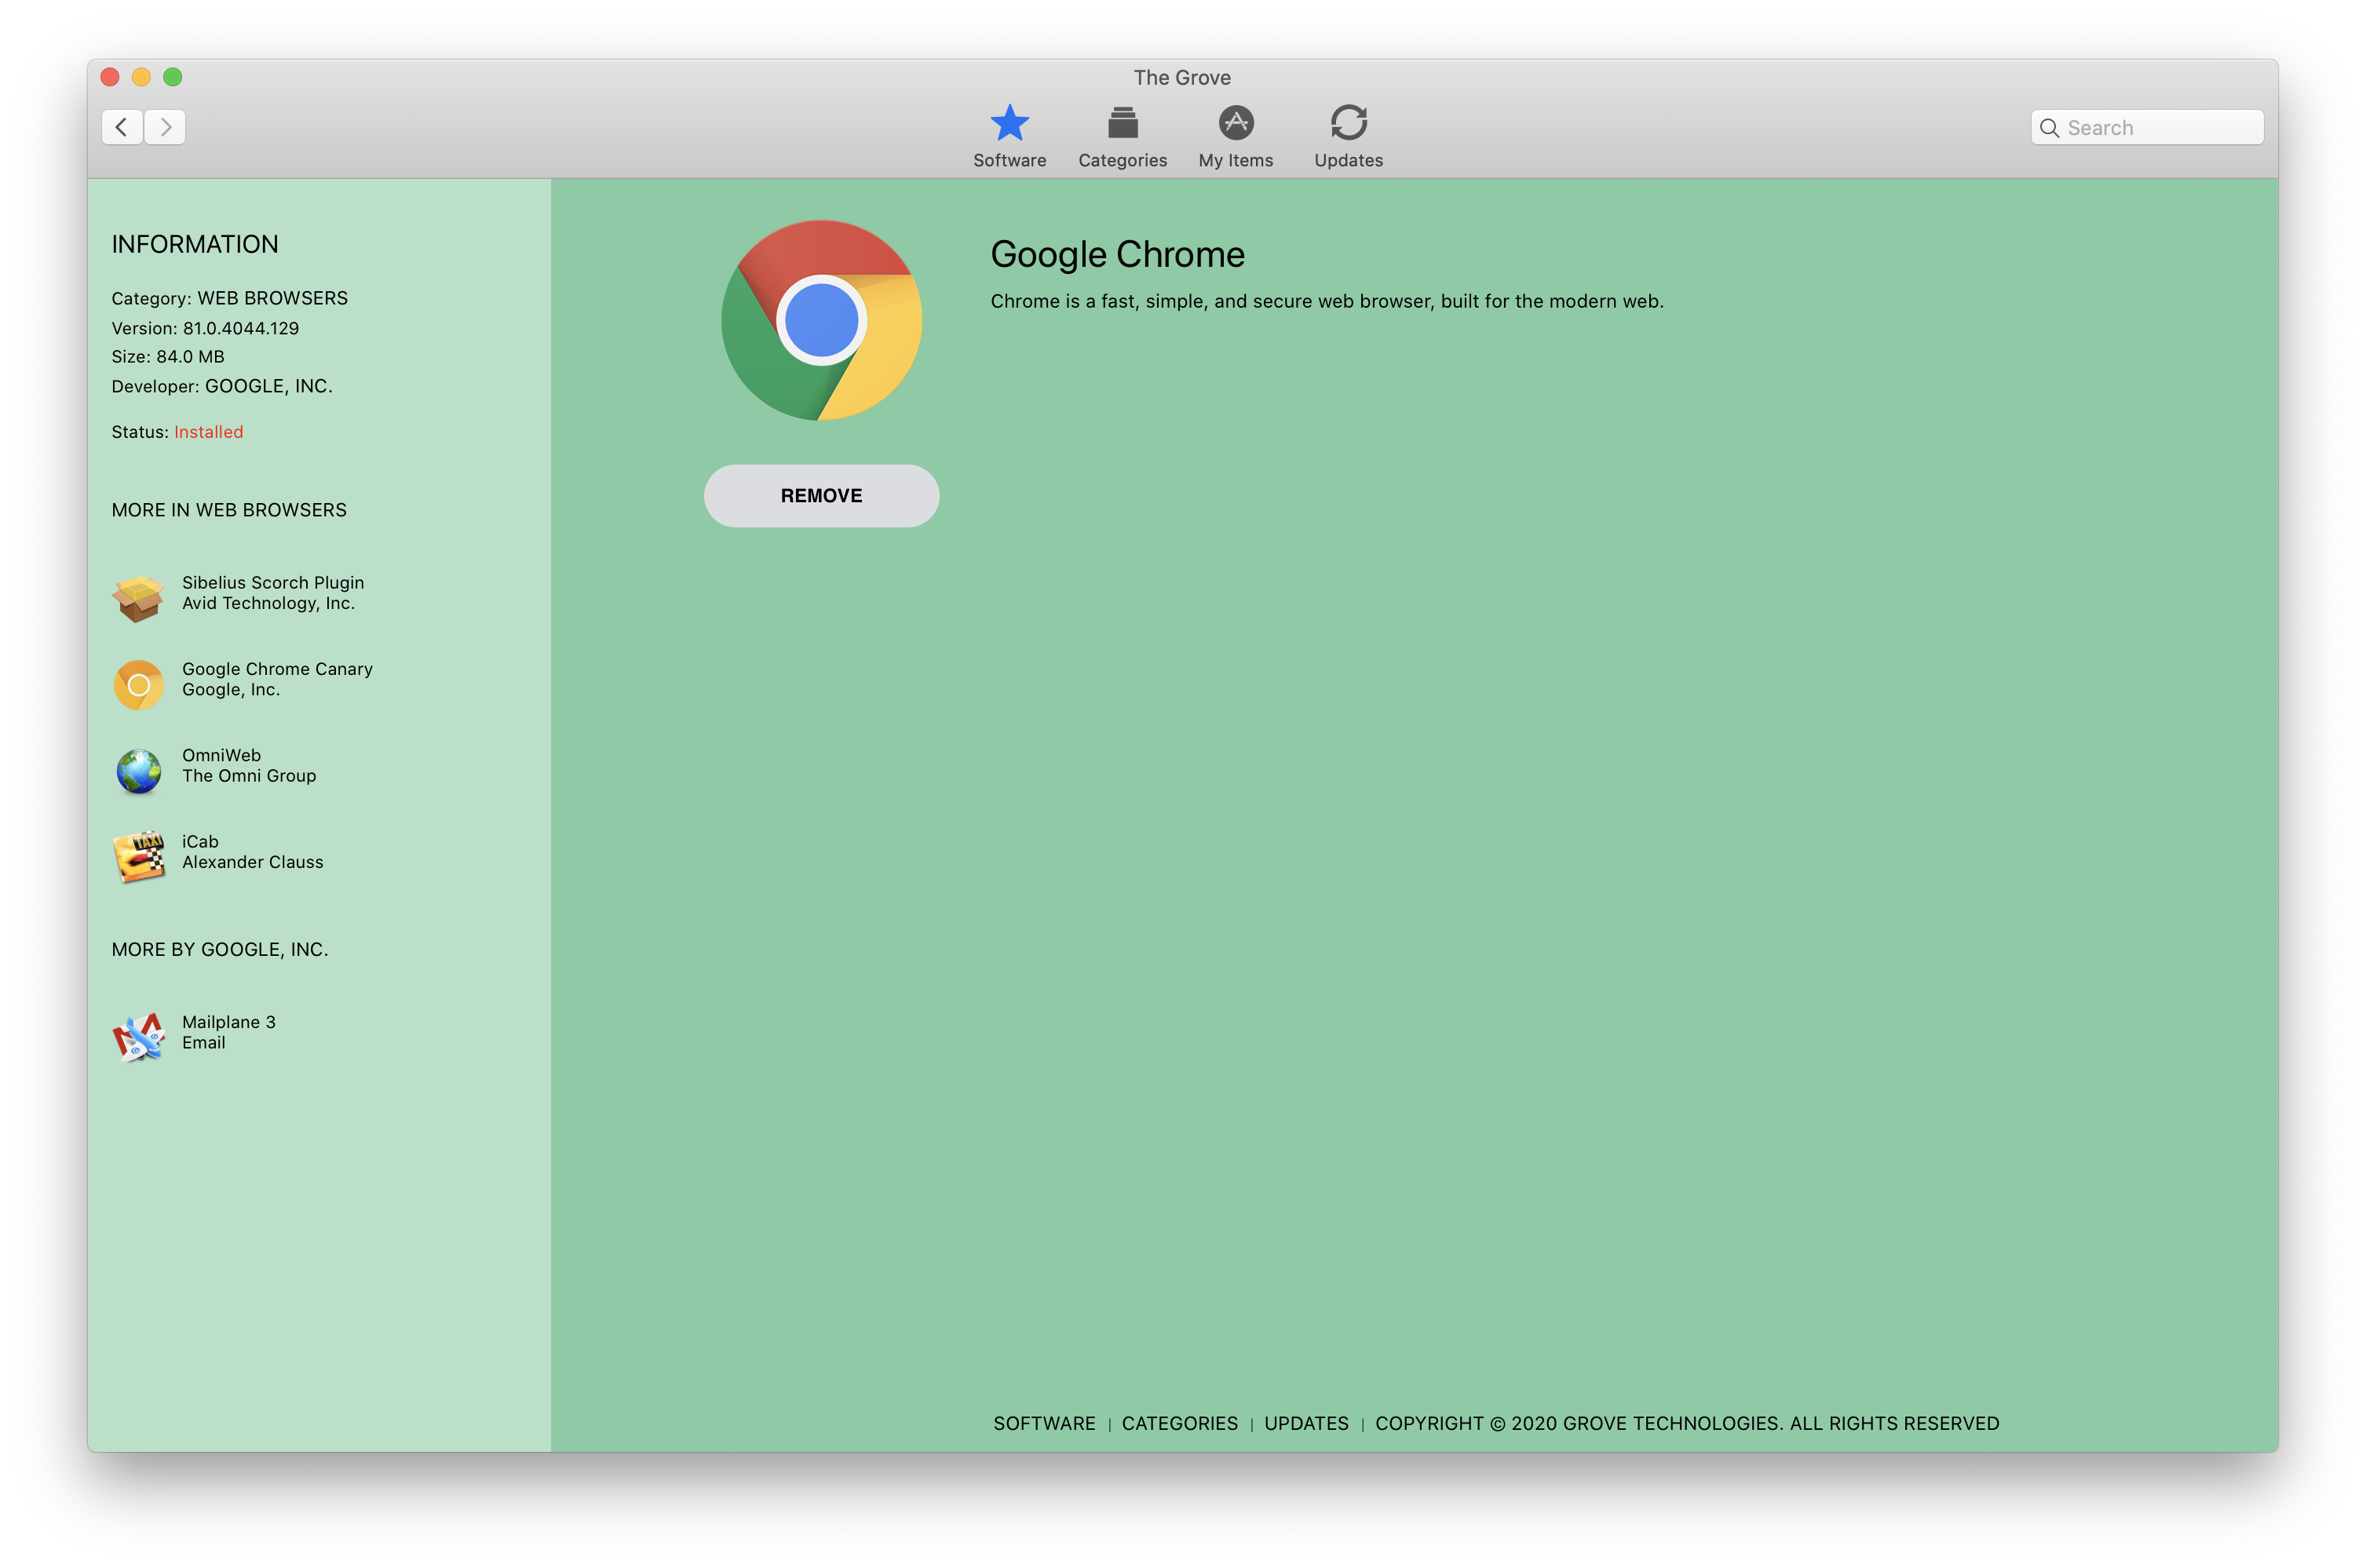 The Grove
Software
Categories
My Items
Updates
Search
INFORMATION
Category: WEB BROWSERS
Version: 81.0.4044.129
Size: 84.0 MB
Developer: GOOGLE, INC.
Status: Installed
MORE IN WEB BROWSERS
Sibelius Scorch Plugin
Avid Technology, Inc.
Google Chrome Canary
Google, Inc.
OmniWeb
The Omni Group
TAXI
iCab
Alexander Clauss
MORE BY GOOGLE, INC.
Mailplane 3
Email
Google Chrome
Chrome is a fast, simple, and secure web browser, built for the modern web.
REMOVE
SOFTWARE | CATEGORIES | UPDATES | COPYRIGHT © 2020 GROVE TECHNOLOGIES. ALL RIGHTS RESERVED